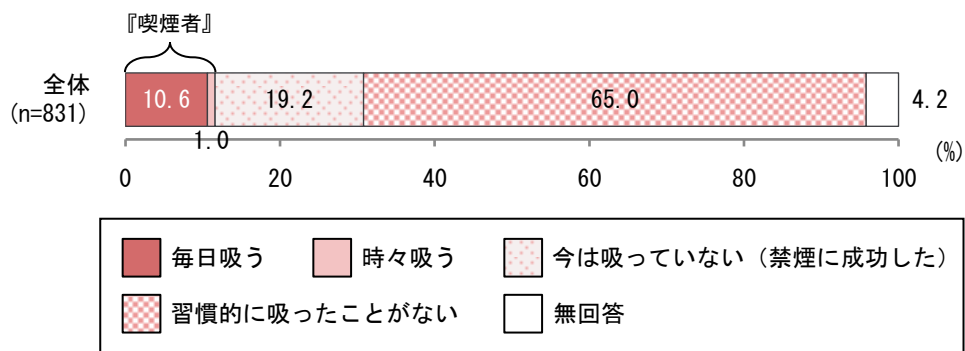 『喫煙者』
全体
(n=831)
10.6
1.0
19.2
65.0
4.2
(%)
0 20 40 60 80 100
毎日吸う 時々吸う 今は吸っていない（禁煙に成功した）
習慣的に吸ったことがない 無回答